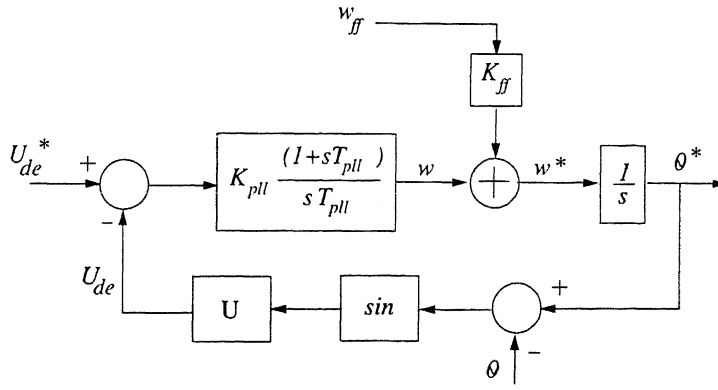 w_ff
K_ff
U_de* +
K_pll (1+sT_pll) / sT_pll
w
+
w*
1/s
θ*
−
U_de
U
sin
+
θ −